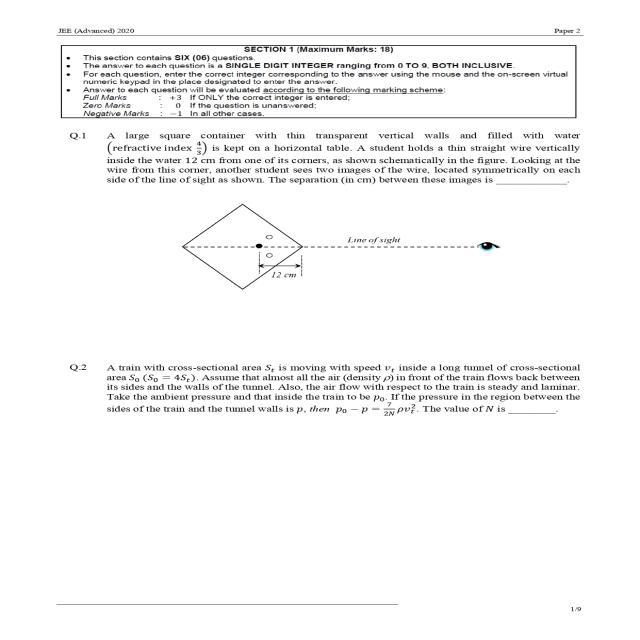 JEE (Advanced) 2020 Paper 2
SECTION 1 (Maximum Marks: 18)
• This section contains SIX (06) questions.
• The answer to each question is a SINGLE DIGIT INTEGER ranging from 0 TO 9, BOTH INCLUSIVE.
• For each question, enter the correct integer corresponding to the answer using the mouse and the on-screen virtual
numeric keypad in the place designated to enter the answer.
• Answer to each question will be evaluated according to the following marking scheme:
Full Marks : +3 If ONLY the correct integer is entered;
Zero Marks : 0 If the question is unanswered;
Negative Marks : −1 In all other cases.
Q.1 A large square container with thin transparent vertical walls and filled with water
(refractive index 4/3) is kept on a horizontal table. A student holds a thin straight wire vertically
inside the water 12 cm from one of its corners, as shown schematically in the figure. Looking at the
wire from this corner, another student sees two images of the wire, located symmetrically on each
side of the line of sight as shown. The separation (in cm) between these images is ____________.
Line of sight
12 cm
Q.2 A train with cross-sectional area Sₜ is moving with speed vₜ inside a long tunnel of cross-sectional
area S₀ (S₀ = 4Sₜ). Assume that almost all the air (density ρ) in front of the train flows back between
its sides and the walls of the tunnel. Also, the air flow with respect to the train is steady and laminar.
Take the ambient pressure and that inside the train to be p₀. If the pressure in the region between the
sides of the train and the tunnel walls is p, then p₀ − p = 7/2N ρvₜ². The value of N is ________.
1/9